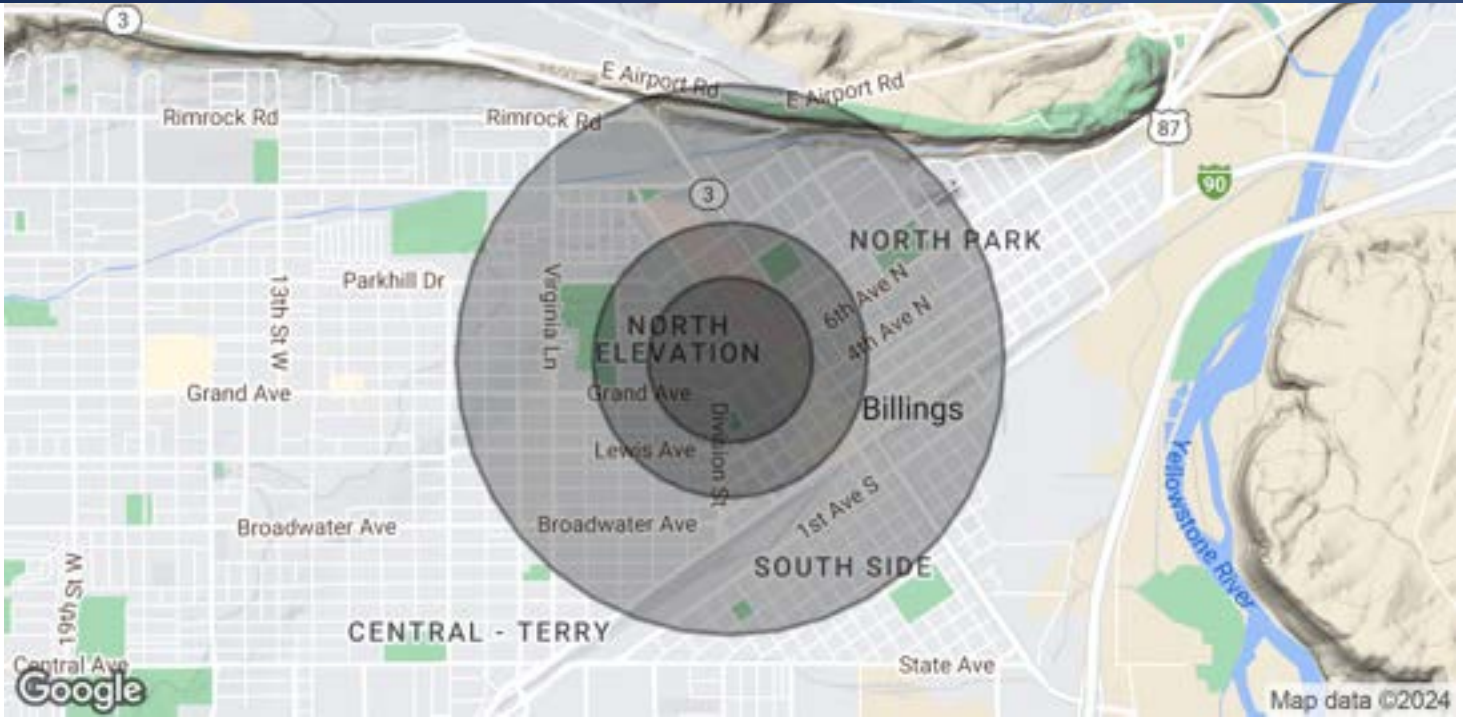 3
E Airport Rd
E Airport Rd
Rimrock Rd
Rimrock Rd
87
90
3
NORTH PARK
Parkhill Dr
13th St W
Virginia Ln
6th Ave N
4th Ave N
NORTH
ELEVATION
Grand Ave
Grand Ave
Division St
Billings
Lewis Ave
Yellowstone River
1st Ave S
Broadwater Ave
Broadwater Ave
SOUTH SIDE
19th St W
CENTRAL - TERRY
Central Ave
State Ave
Google
Map data ©2024